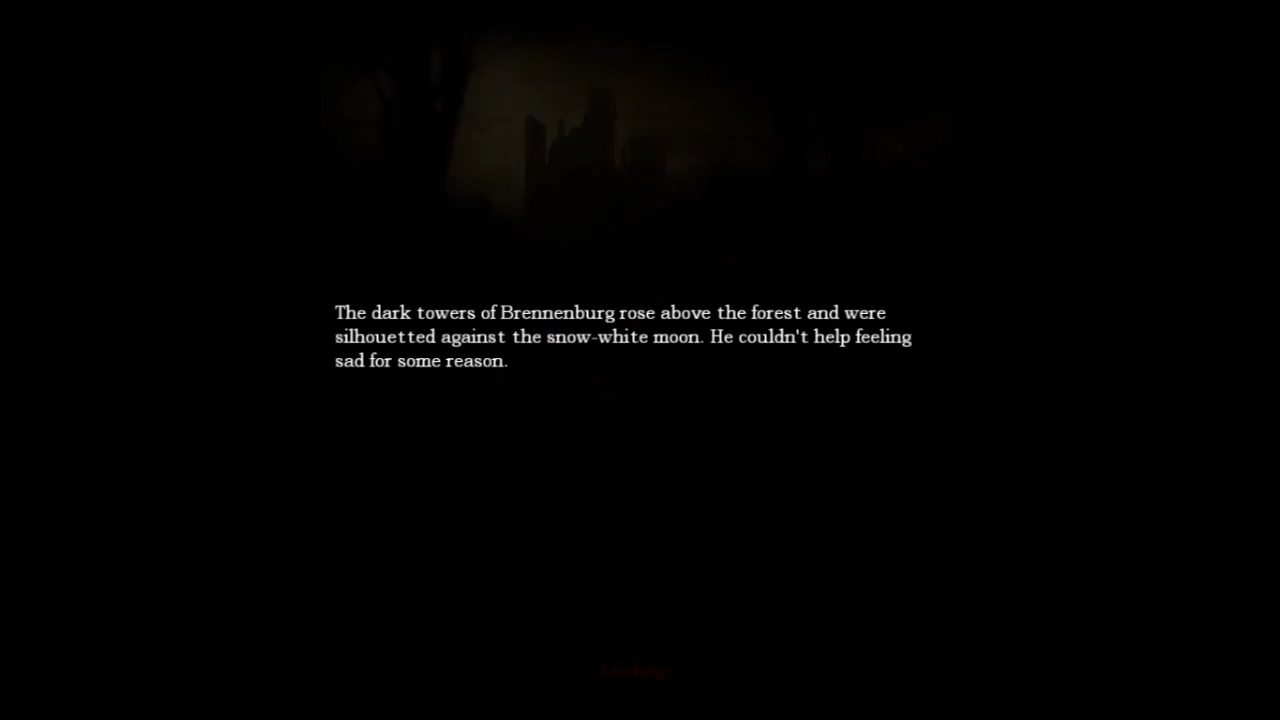 The dark towers of Brennenburg rose above the forest and were
silhouetted against the snow-white moon. He couldn't help feeling
sad for some reason.
Loading...